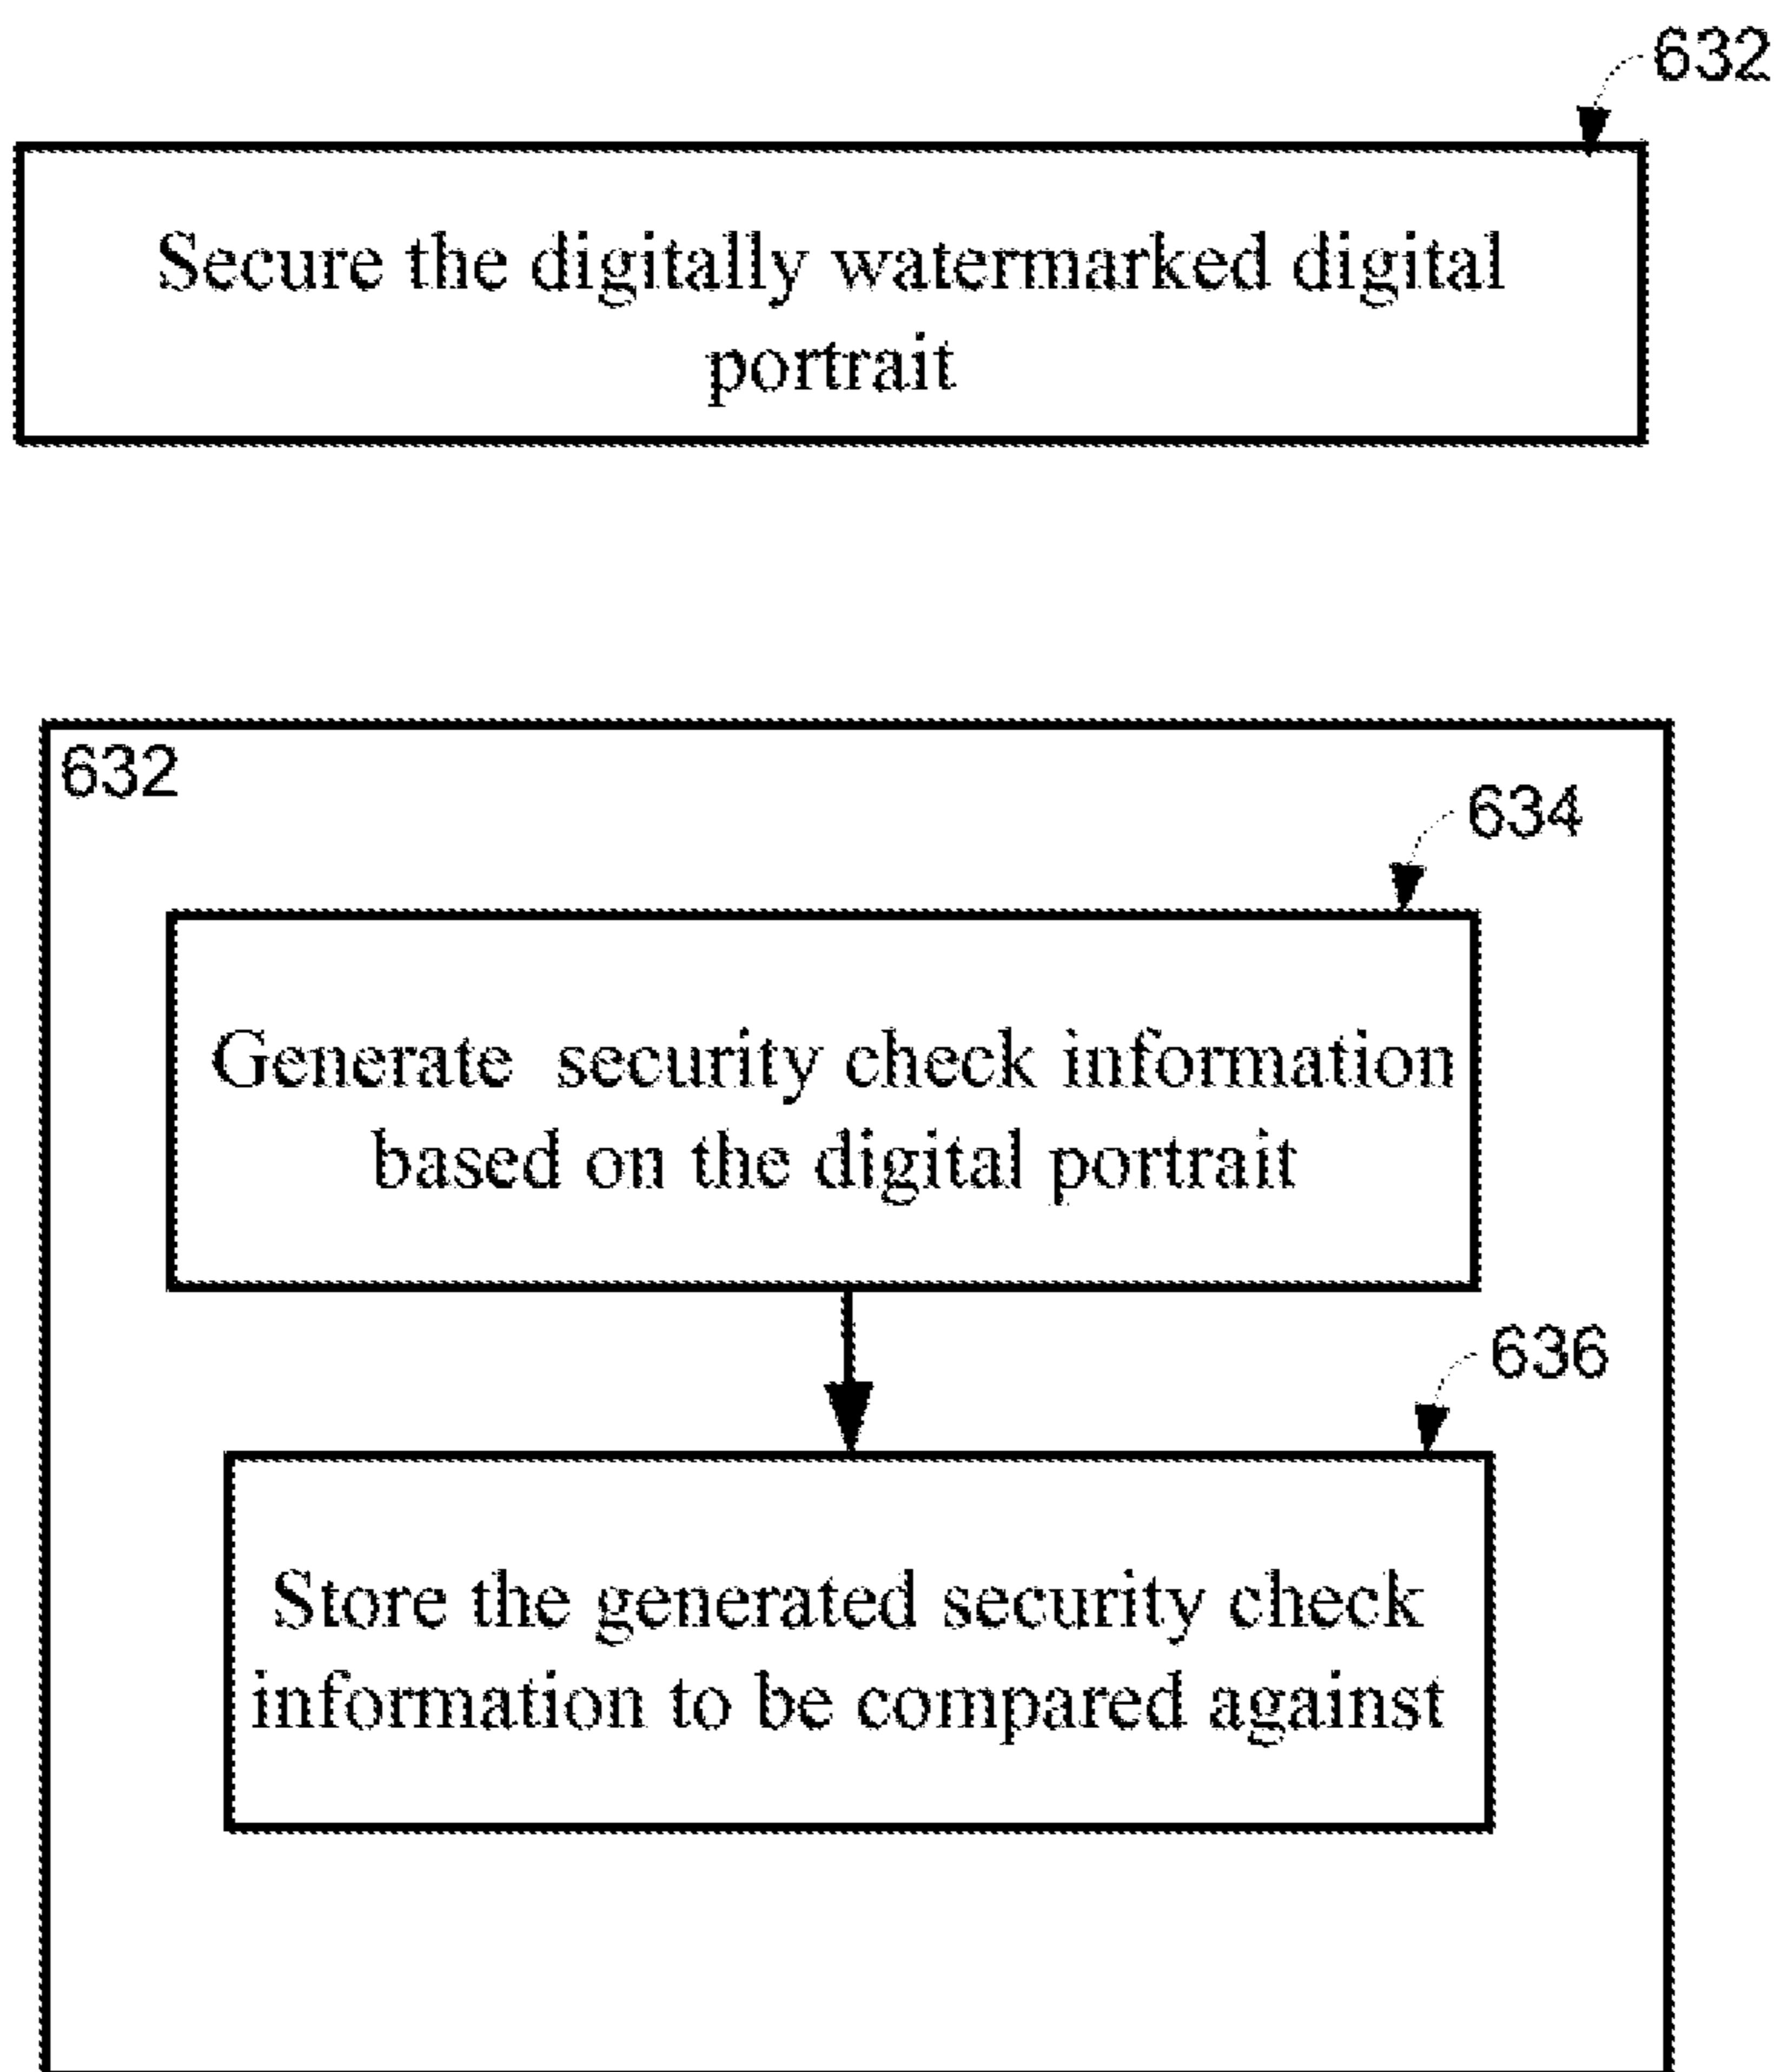 632
Secure the digitally watermarked digital
portrait
632
634
Generate security check information
based on the digital portrait
636
Store the generated security check
information to be compared against